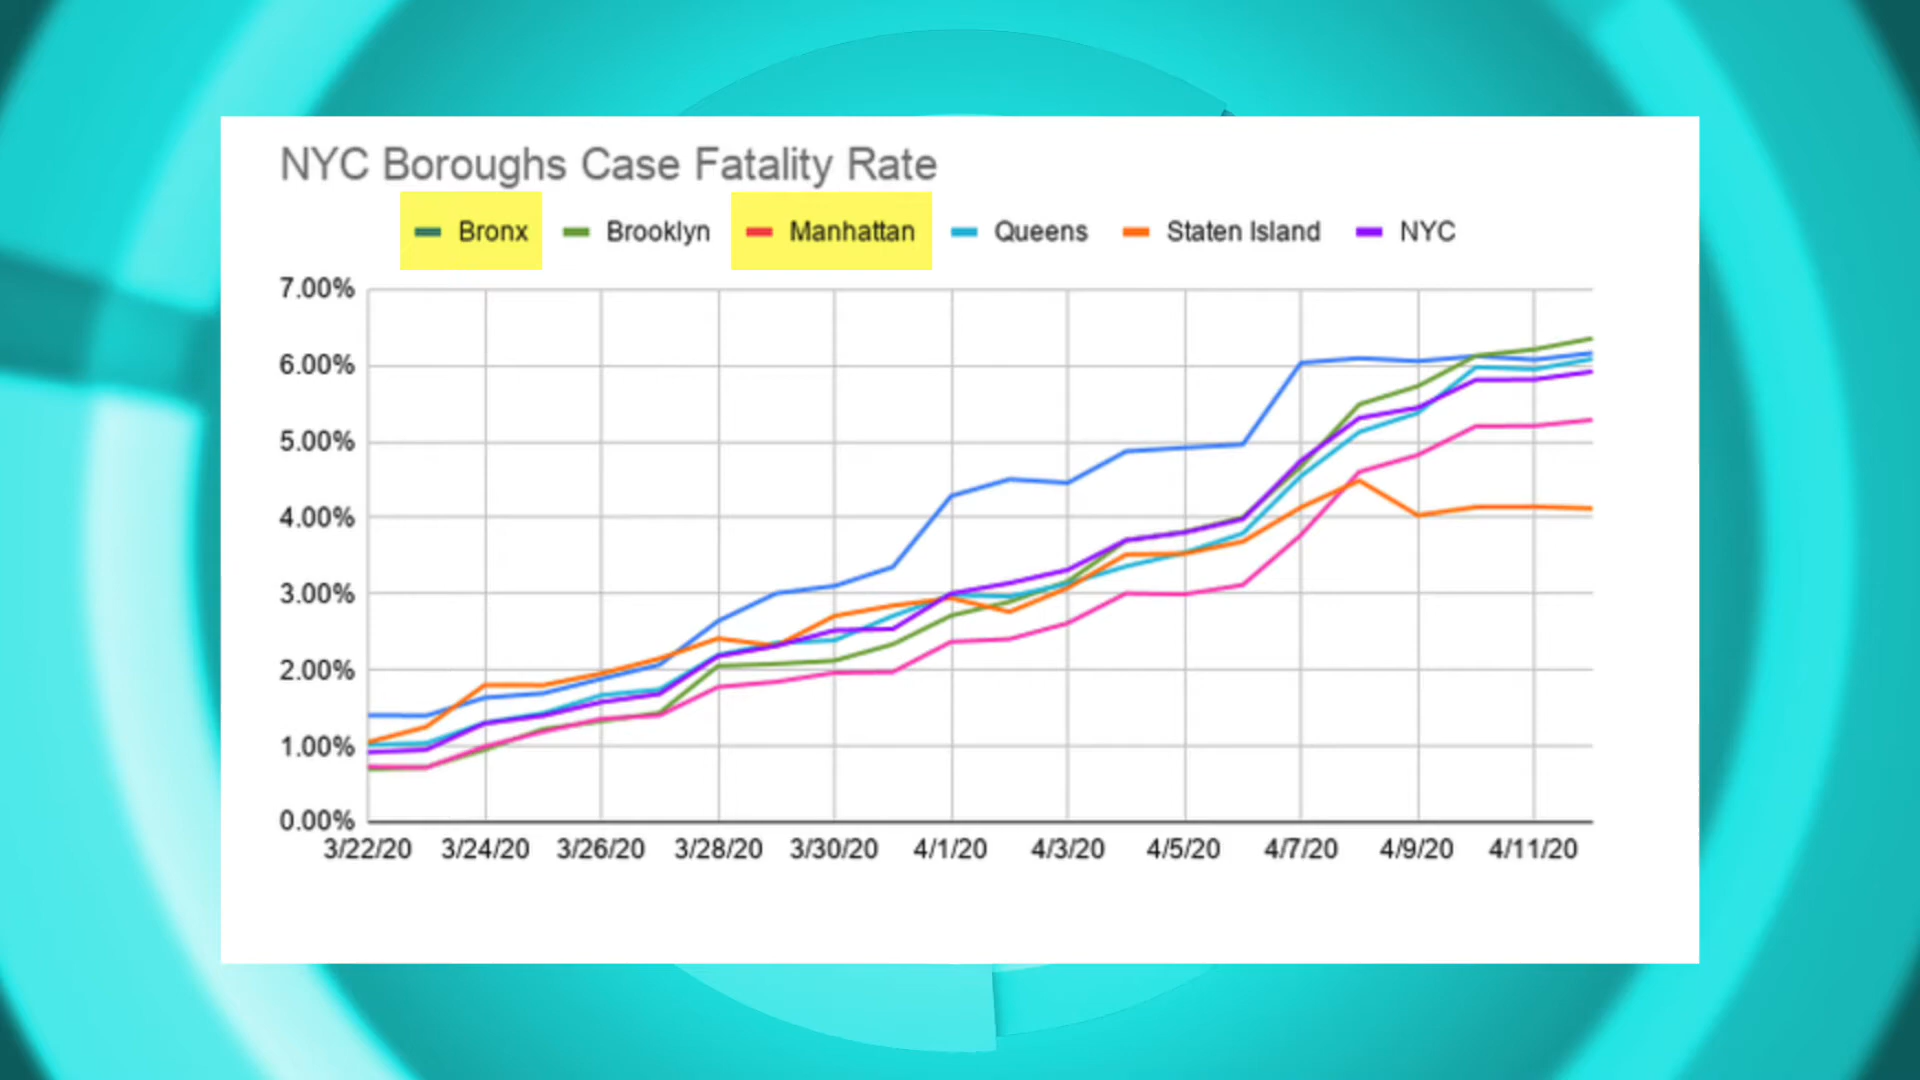 NYC Boroughs Case Fatality Rate
Bronx Brooklyn Manhattan Queens Staten Island NYC
7.00%
6.00%
5.00%
4.00%
3.00%
2.00%
1.00%
0.00%
3/22/20 3/24/20 3/26/20 3/28/20 3/30/20 4/1/20 4/3/20 4/5/20 4/7/20 4/9/20 4/11/20